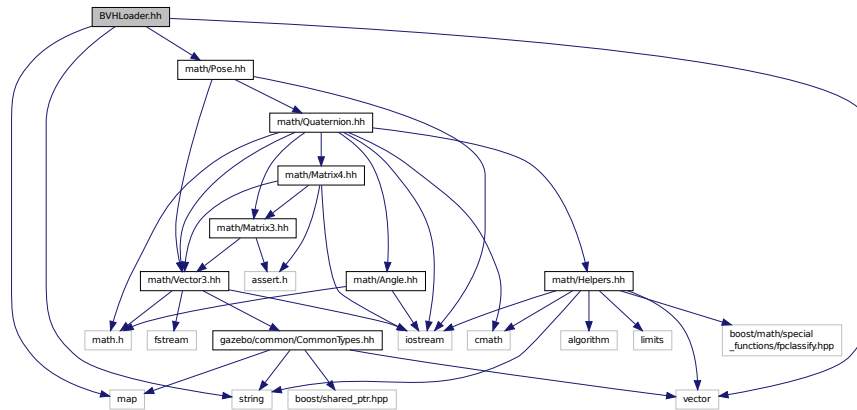 BVHLoader.hh
math/Pose.hh
math/Quaternion.hh
math/Matrix4.hh
math/Matrix3.hh
math/Vector3.hh
assert.h
math/Angle.hh
math/Helpers.hh
math.h
fstream
gazebo/common/CommonTypes.hh
iostream
cmath
algorithm
limits
boost/math/special
_functions/fpclassify.hpp
map
string
boost/shared_ptr.hpp
vector